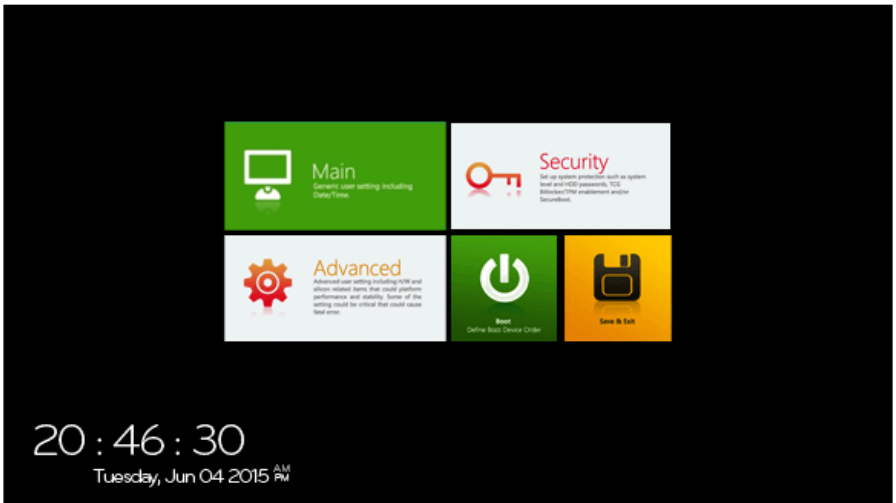 Main
Generic user setting including
Date/Time.
Security
Set up system protection such as system
level and HDD passwords, TCG
Bitlocker/TPM enablement and/or
SecureBoot.
Advanced
Advanced user setting including H/W and
silicon related items that could platform
performance and stability. Some of the
setting could be critical that could cause
fatal error.
Boot
Define Boot Device Order
Save & Exit
20 : 46 : 30
Tuesday, Jun 04 2015 AM
PM